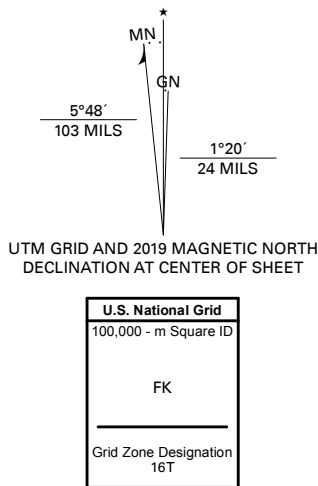 ★
MN
GN
5°48´
103 MILS
1°20´
24 MILS
UTM GRID AND 2019 MAGNETIC NORTH
DECLINATION AT CENTER OF SHEET
U.S. National Grid
100,000 - m Square ID
FK
Grid Zone Designation
16T